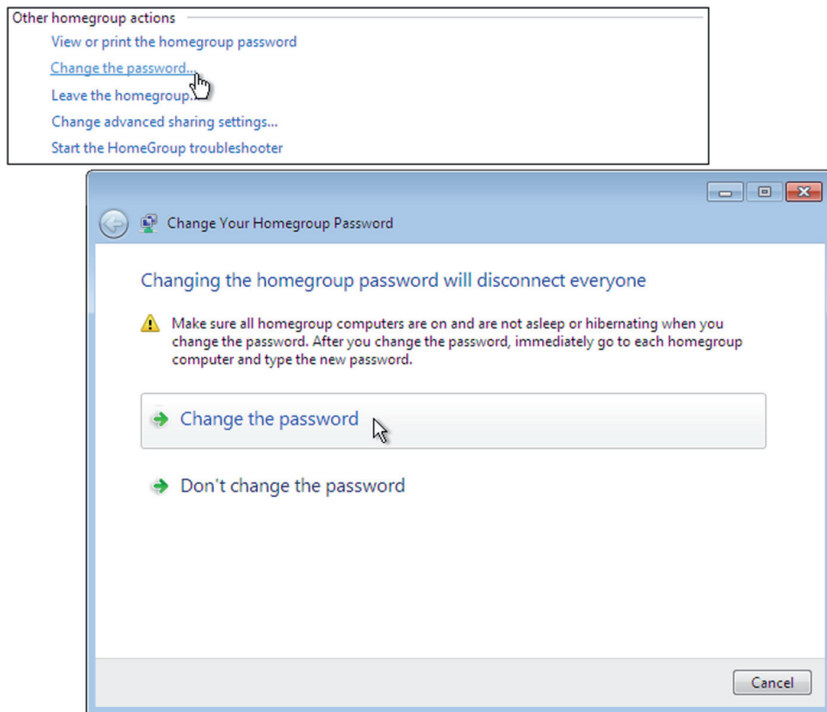 Other homegroup actions
View or print the homegroup password
Change the password...
Leave the homegroup...
Change advanced sharing settings...
Start the HomeGroup troubleshooter
Change Your Homegroup Password
Changing the homegroup password will disconnect everyone
Make sure all homegroup computers are on and are not asleep or hibernating when you
change the password. After you change the password, immediately go to each homegroup
computer and type the new password.
Change the password
Don't change the password
Cancel